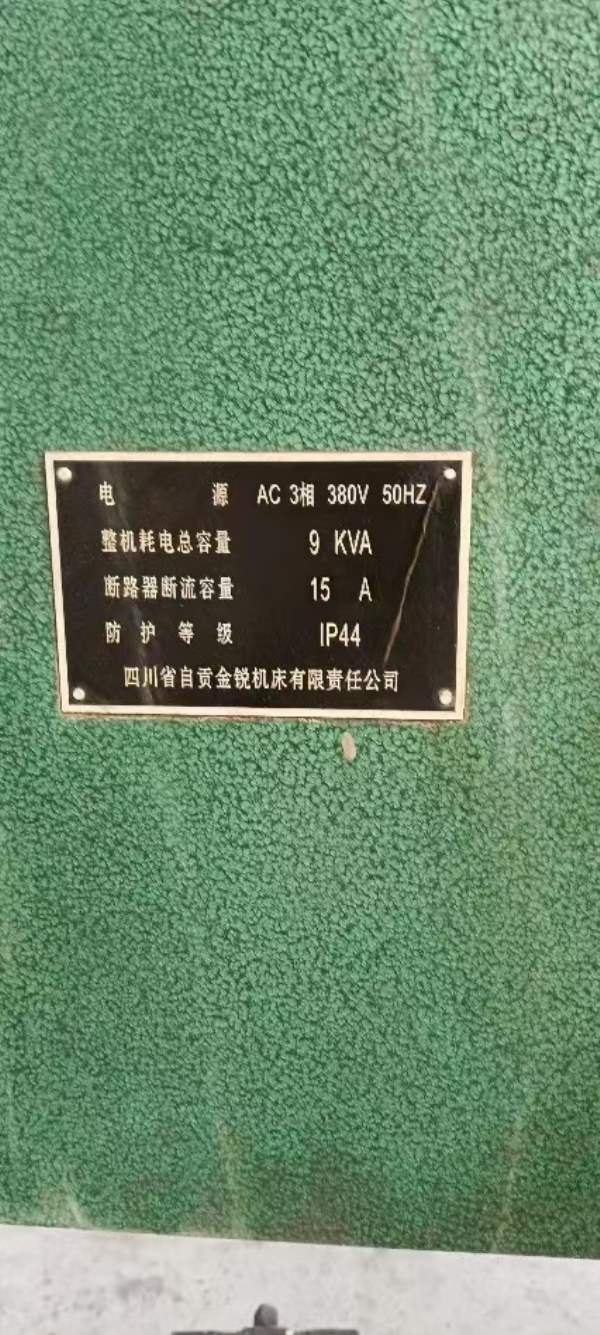 电 源 AC 3相 380V 50HZ
整机耗电总容量 9 KVA
断路器断流容量 15 A
防护等级 IP44
四川省自贡金锐机床有限责任公司